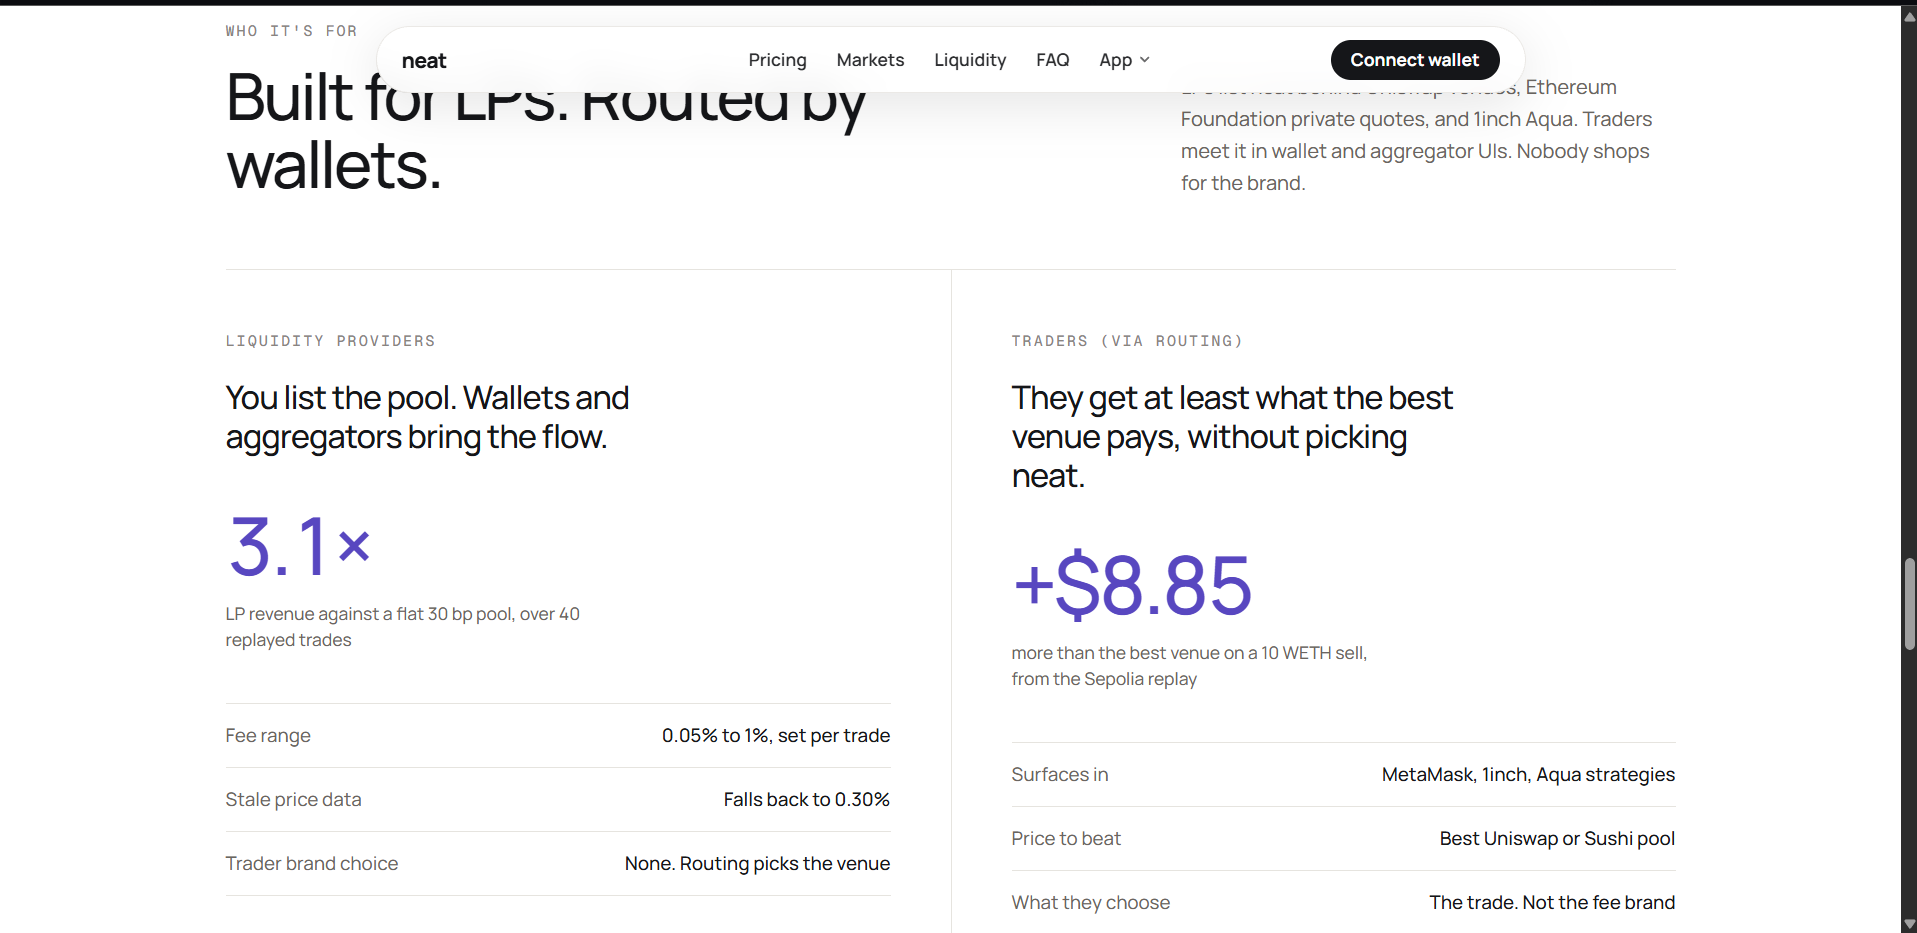 neat
Pricing Markets Liquidity FAQ App
Connect wallet
WHO IT'S FOR
Built for LPs. Routed by
wallets.
Ethereum
Foundation private quotes, and 1inch Aqua. Traders
meet it in wallet and aggregator UIs. Nobody shops
for the brand.
LIQUIDITY PROVIDERS
You list the pool. Wallets and
aggregators bring the flow.
3.1×
LP revenue against a flat 30 bp pool, over 40
replayed trades
Fee range 0.05% to 1%, set per trade
Stale price data Falls back to 0.30%
Trader brand choice None. Routing picks the venue
TRADERS (VIA ROUTING)
They get at least what the best
venue pays, without picking
neat.
+$8.85
more than the best venue on a 10 WETH sell,
from the Sepolia replay
Surfaces in MetaMask, 1inch, Aqua strategies
Price to beat Best Uniswap or Sushi pool
What they choose The trade. Not the fee brand